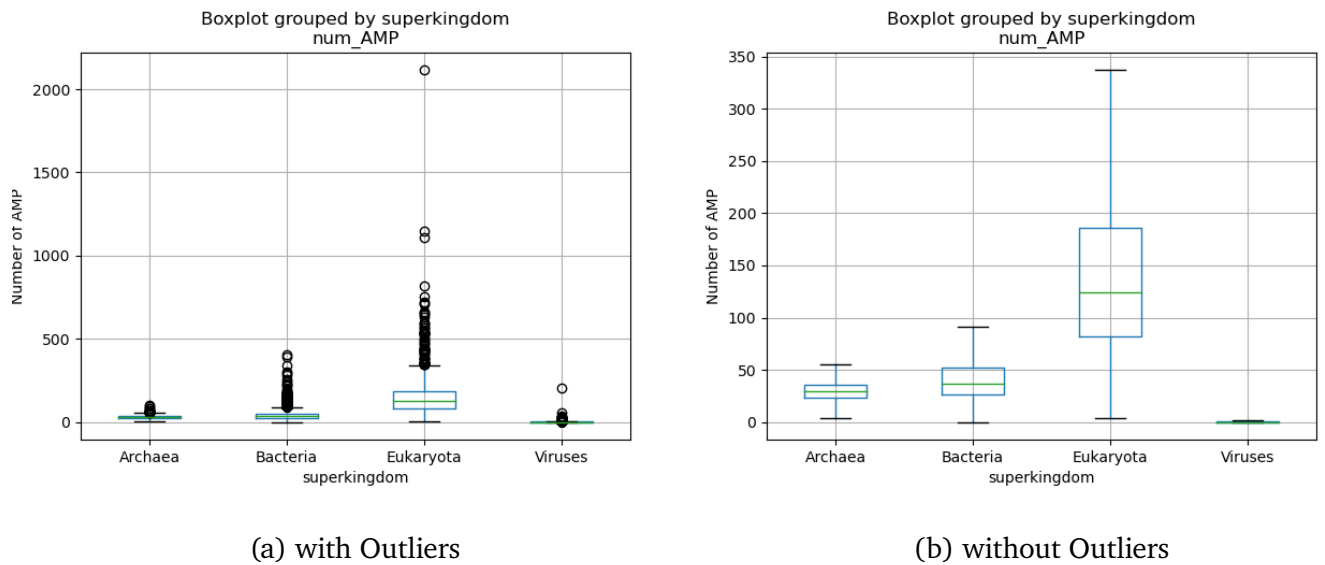 Boxplot grouped by superkingdom
num_AMP
2000
1500
1000
500
0
Number of AMP
Archaea Bacteria Eukaryota Viruses
superkingdom
(a) with Outliers
Boxplot grouped by superkingdom
num_AMP
350
300
250
200
150
100
50
0
Number of AMP
Archaea Bacteria Eukaryota Viruses
superkingdom
(b) without Outliers